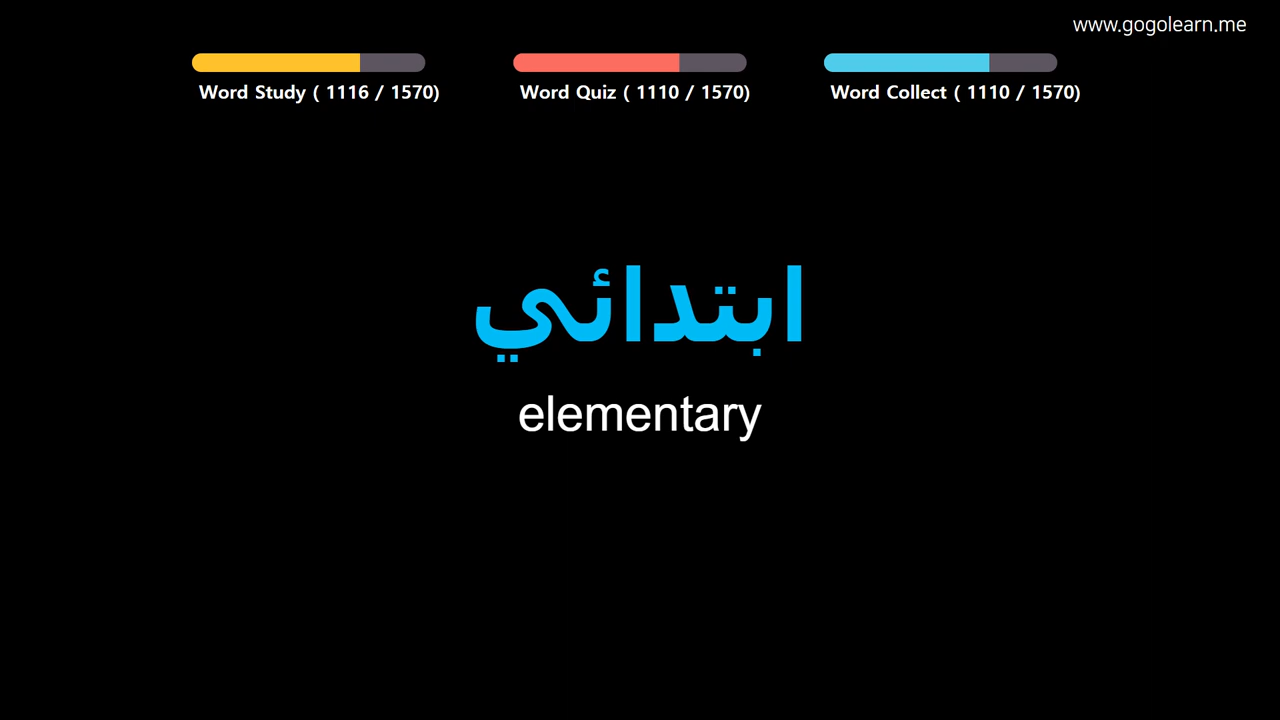 www.gogolearn.me
Word Study ( 1116 / 1570)
Word Quiz ( 1110 / 1570)
Word Collect ( 1110 / 1570)
ابتدائي
elementary